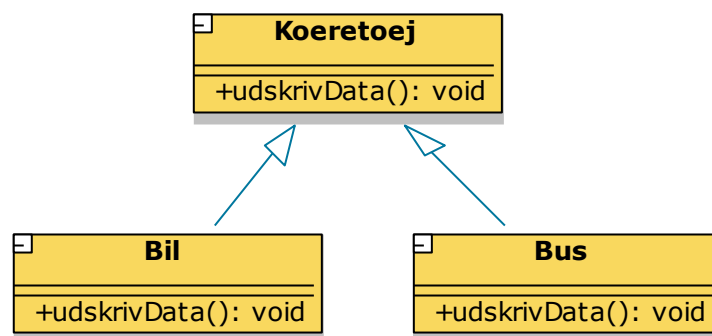 Koeretoej
+udskrivData(): void
Bil
+udskrivData(): void
Bus
+udskrivData(): void